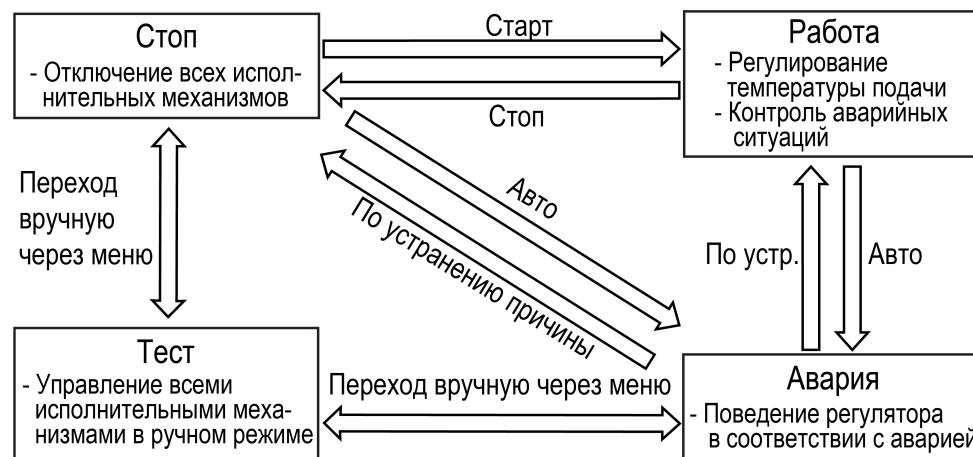 Стоп
- Отключение всех испол-
нительных механизмов
Старт
Стоп
Работа
- Регулирование
температуры подачи
- Контроль аварийных
ситуаций
Переход
вручную
через меню
Авто
По устранению причины
По устр.
Авто
Тест
- Управление всеми
исполнительными меха-
низмами в ручном режиме
Переход вручную через меню
Авария
- Поведение регулятора
в соответствии с аварией